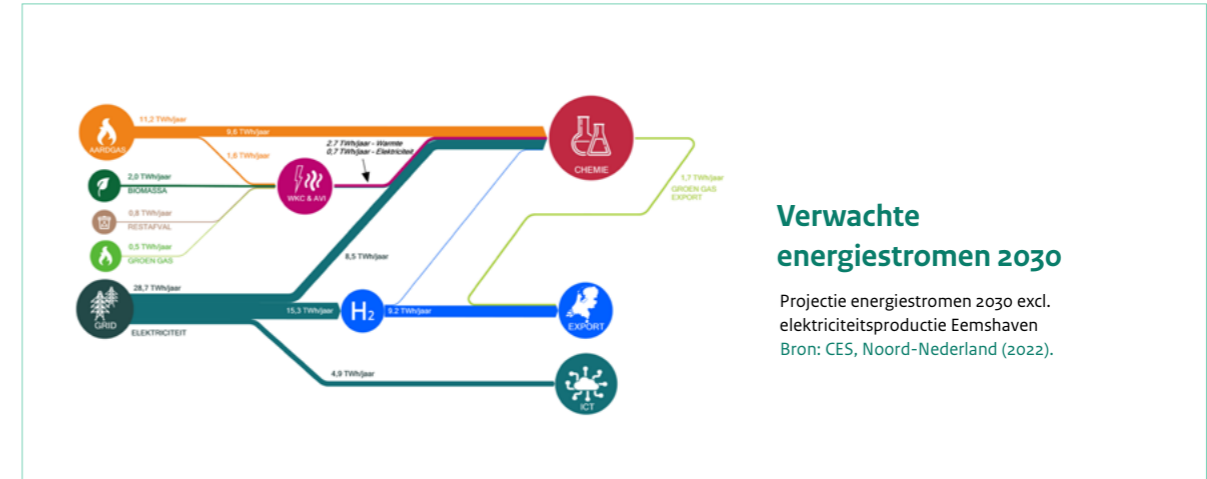 11,2 TWh/jaar
9,6 TWh/jaar
AARDGAS
1,8 TWh/jaar
2,7 TWh/jaar - Warmte
0,7 TWh/jaar - Elektriciteit
CHEMIE
2,0 TWh/jaar
BIOMASSA
WKC & AVI
1,7 TWh/jaar
GROEN GAS
EXPORT
0,8 TWh/jaar
RESTAFVAL
0,5 TWh/jaar
GROEN GAS
8,5 TWh/jaar
28,7 TWh/jaar
GRID
ELEKTRICITEIT
15,3 TWh/jaar
H2
9.2 TWh/jaar
EXPORT
4,9 TWh/jaar
ICT
Verwachte
energiestromen 2030
Projectie energiestromen 2030 excl.
elektriciteitsproductie Eemshaven
Bron: CES, Noord-Nederland (2022).